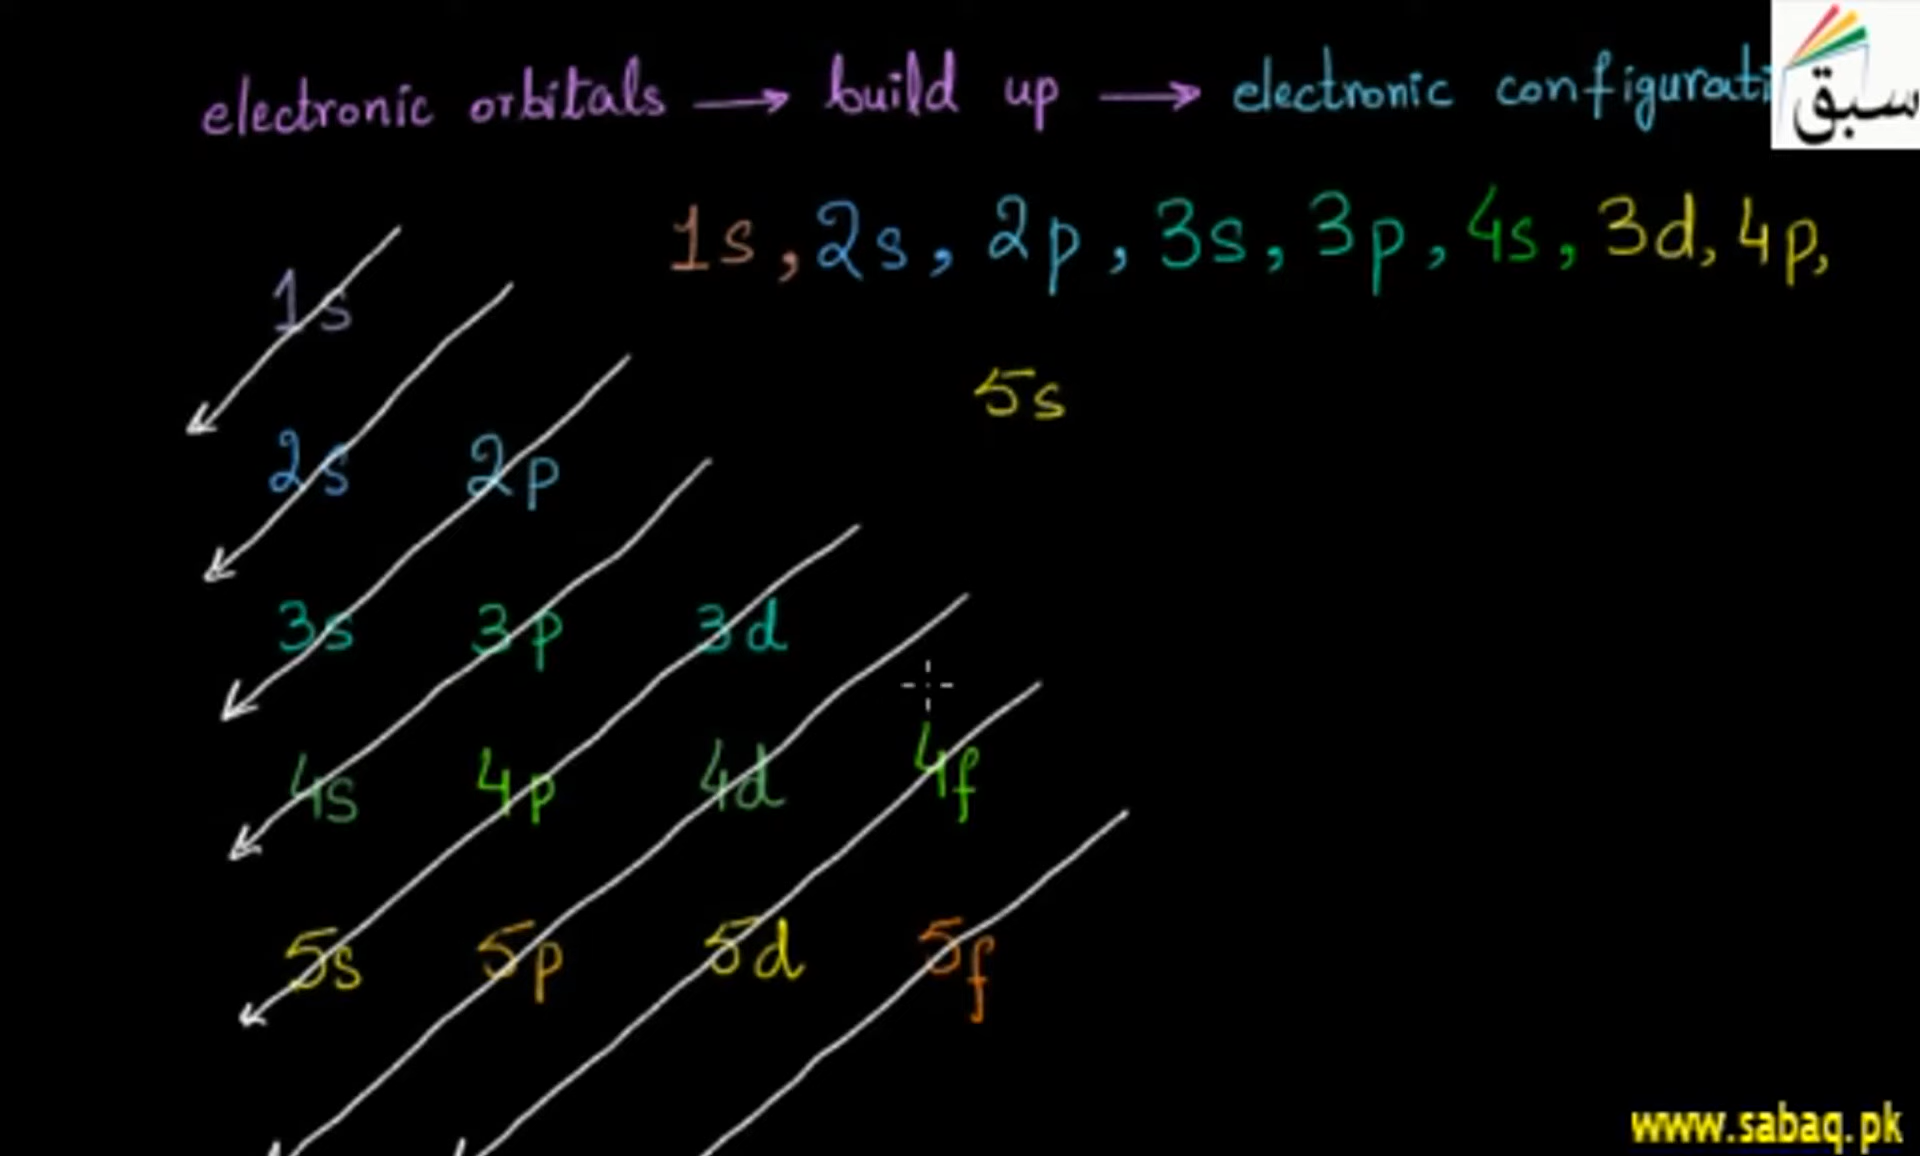 electronic orbitals → build up → electronic configurati
سبق
1s, 2s, 2p, 3s, 3p, 4s, 3d, 4p,
5s
1s
2s 2p
3s 3p 3d
4s 4p 4d 4f
5s 5p 5d 5f
www.sabaq.pk